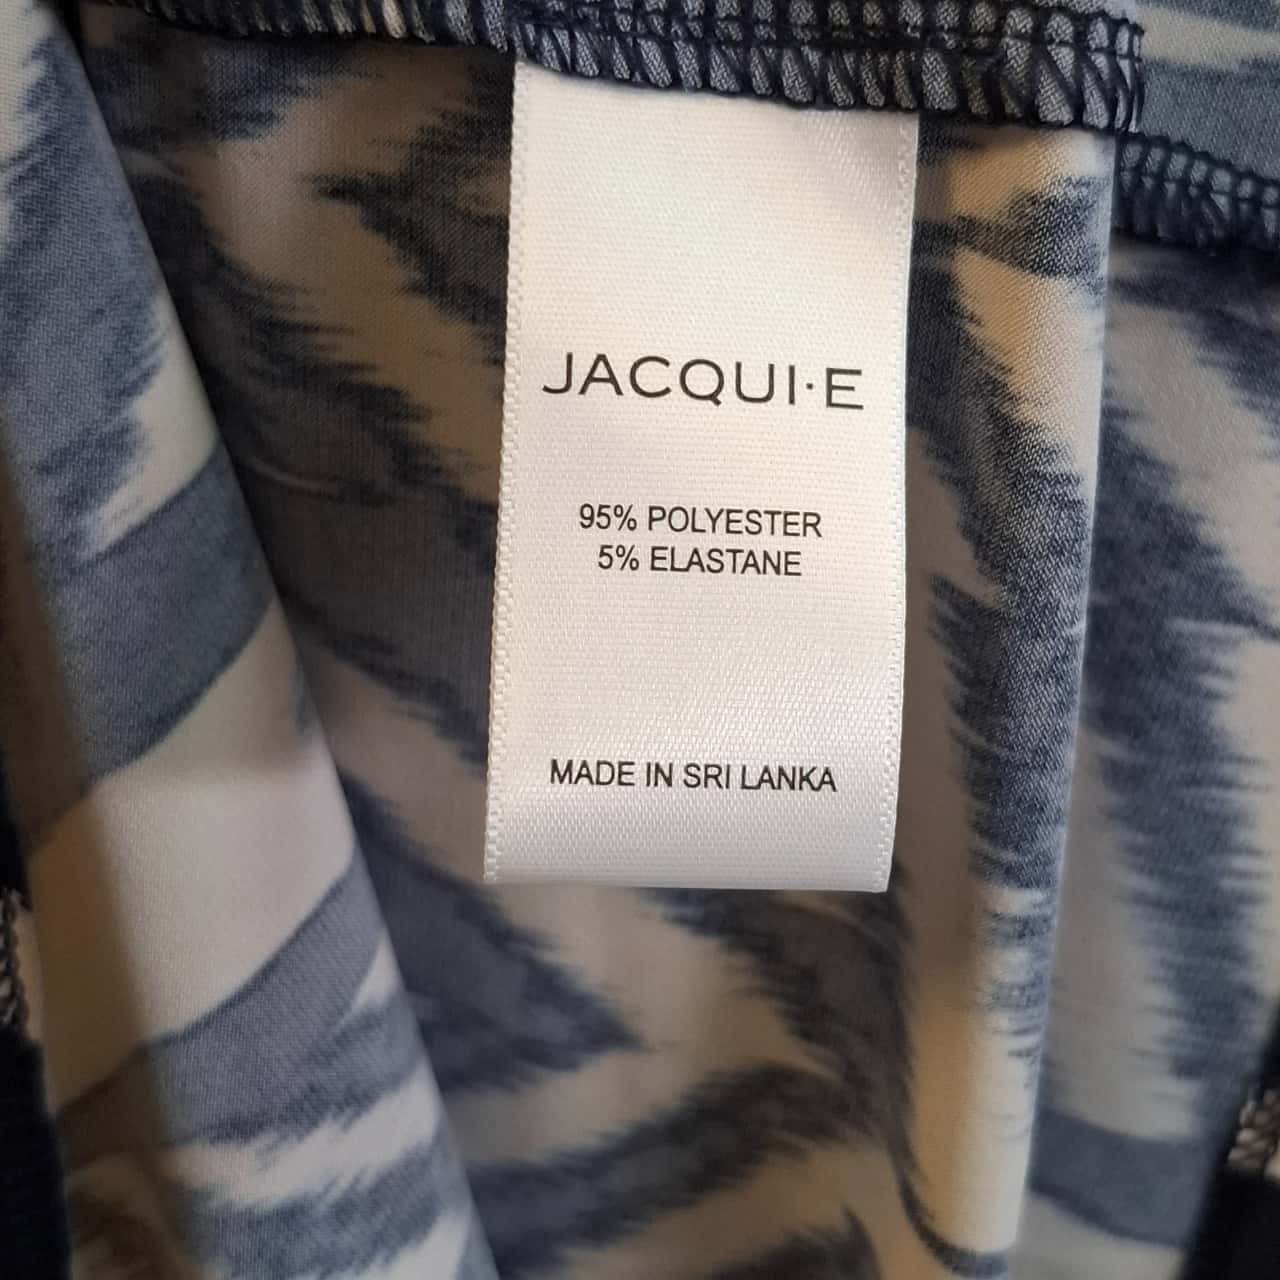 JACQUI·E
95% POLYESTER
5% ELASTANE
MADE IN SRI LANKA